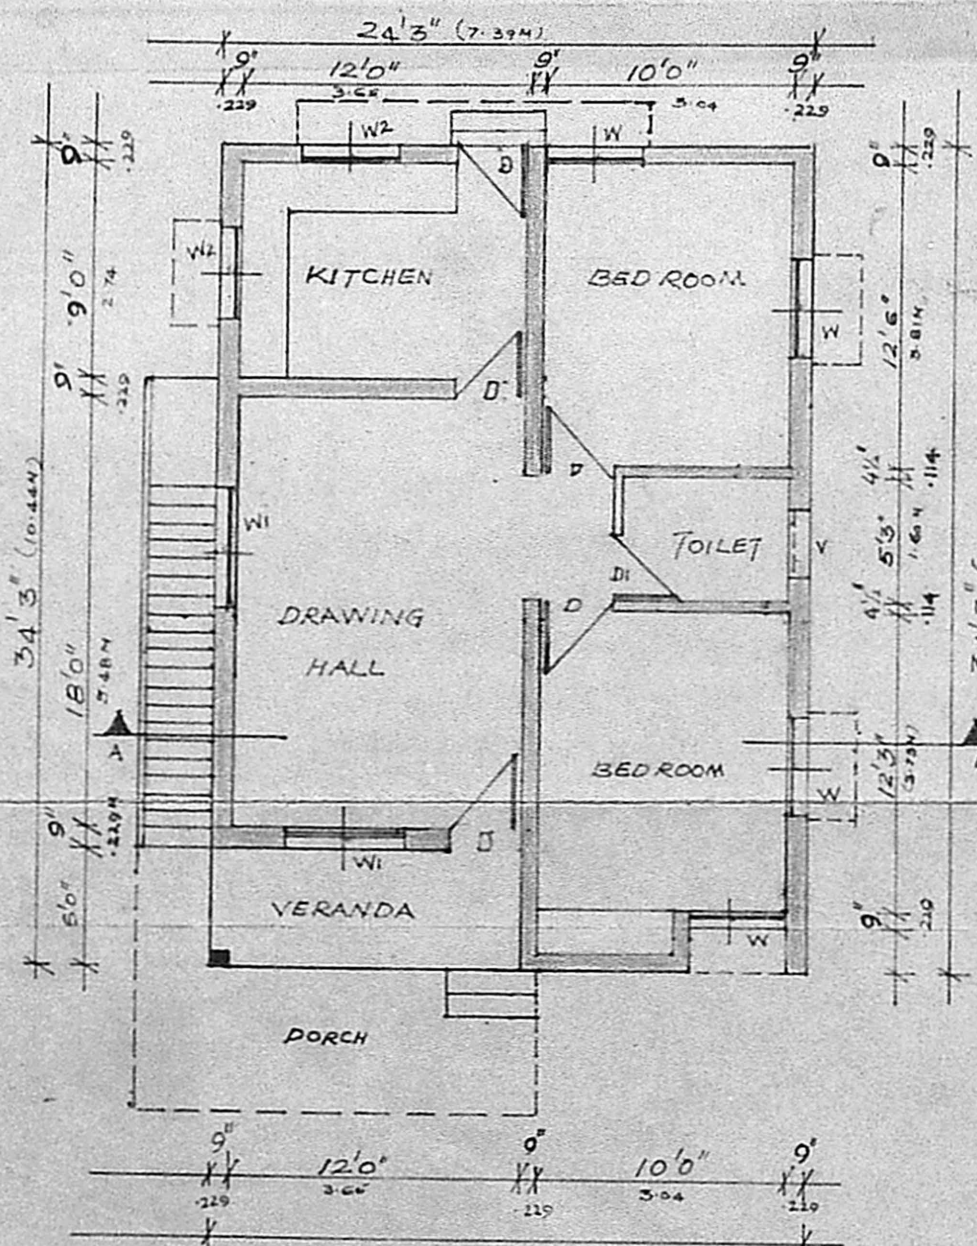 24'3" (7.39M)
9" 12'0" 9" 10'0" 9"
.229 3.66 3.04 .229
W2 W
D
9" .229
9" .229
W2
KITCHEN
BED ROOM
9'0" 2.74
W
12'6" 3.81M
9" .229
D
D
34'3" (10.44M)
4½" .114
W1
TOILET
V
5'3" 1.60M
D1
D
4½" .114
DRAWING
HALL
18'0" 5.48M
A
BED ROOM
12'3" (3.73M)
W
9" .229M
D
W1
5'0"
VERANDA
9" .229
W
PORCH
9" 12'0" 9" 10'0" 9"
.229 3.66 .229 3.04 .229